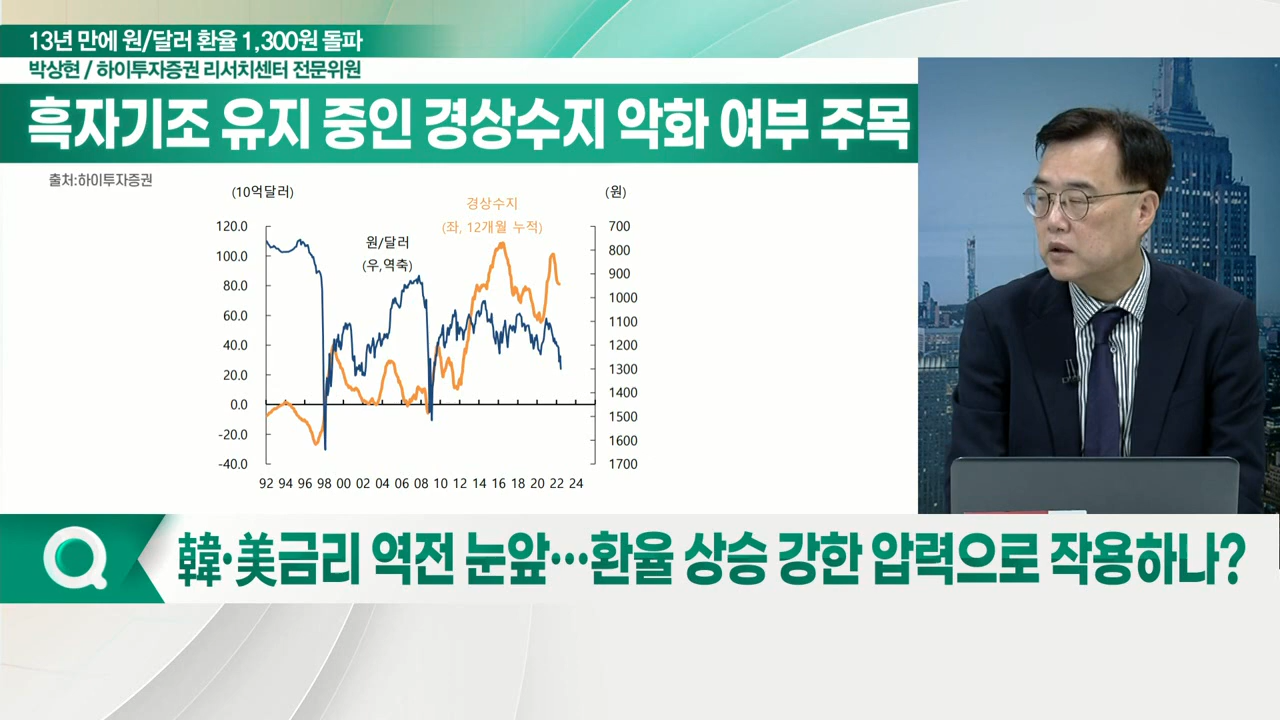 13년 만에 원/달러 환율 1,300원 돌파
박상현 / 하이투자증권 리서치센터 전문위원
흑자기조 유지 중인 경상수지 악화 여부 주목
출처:하이투자증권
(10억달러)
(원)
경상수지
(좌, 12개월 누적)
원/달러
(우,역축)
120.0
100.0
80.0
60.0
40.0
20.0
0.0
-20.0
-40.0
700
800
900
1000
1100
1200
1300
1400
1500
1600
1700
92 94 96 98 00 02 04 06 08 10 12 14 16 18 20 22 24
韓·美금리 역전 눈앞…환율 상승 강한 압력으로 작용하나?